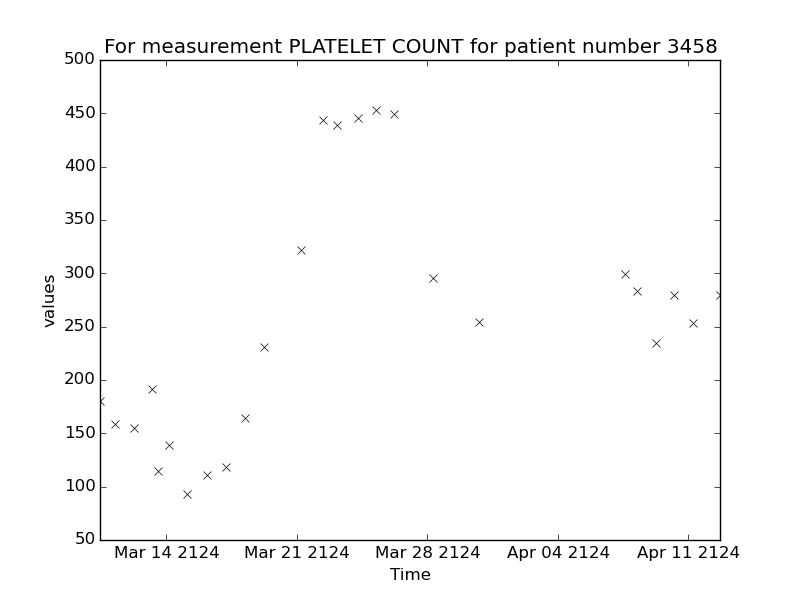 For measurement PLATELET COUNT for patient number 3458
500
450
400
350
300
250
200
150
100
50
values
Mar 14 2124 Mar 21 2124 Mar 28 2124 Apr 04 2124 Apr 11 2124
Time